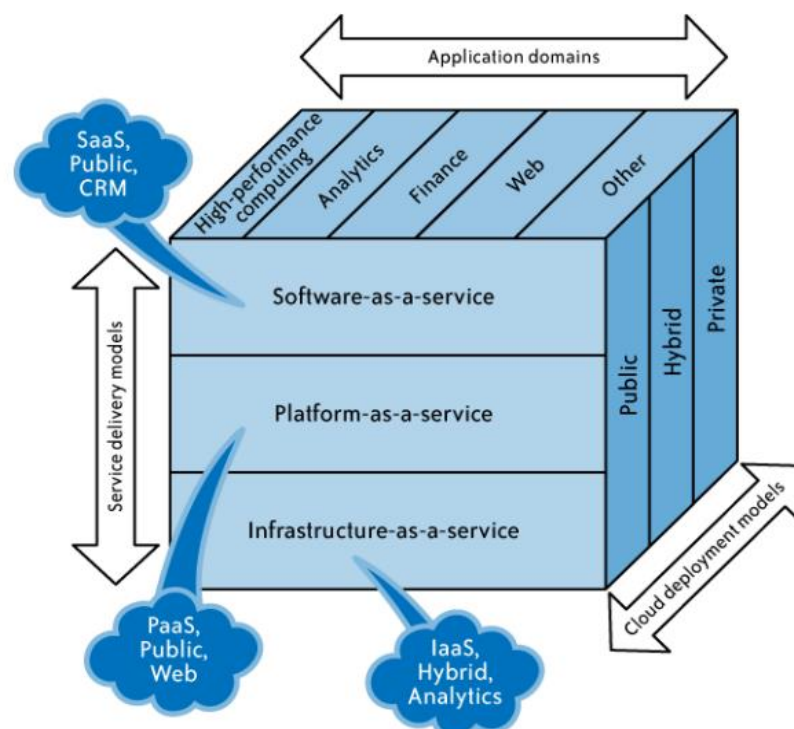 Application domains
SaaS,
Public,
CRM
High-performance
computing
Analytics
Finance
Web
Other
Service delivery models
Software-as-a-service
Platform-as-a-service
Infrastructure-as-a-service
Public
Hybrid
Private
Cloud deployment models
PaaS,
Public,
Web
IaaS,
Hybrid,
Analytics